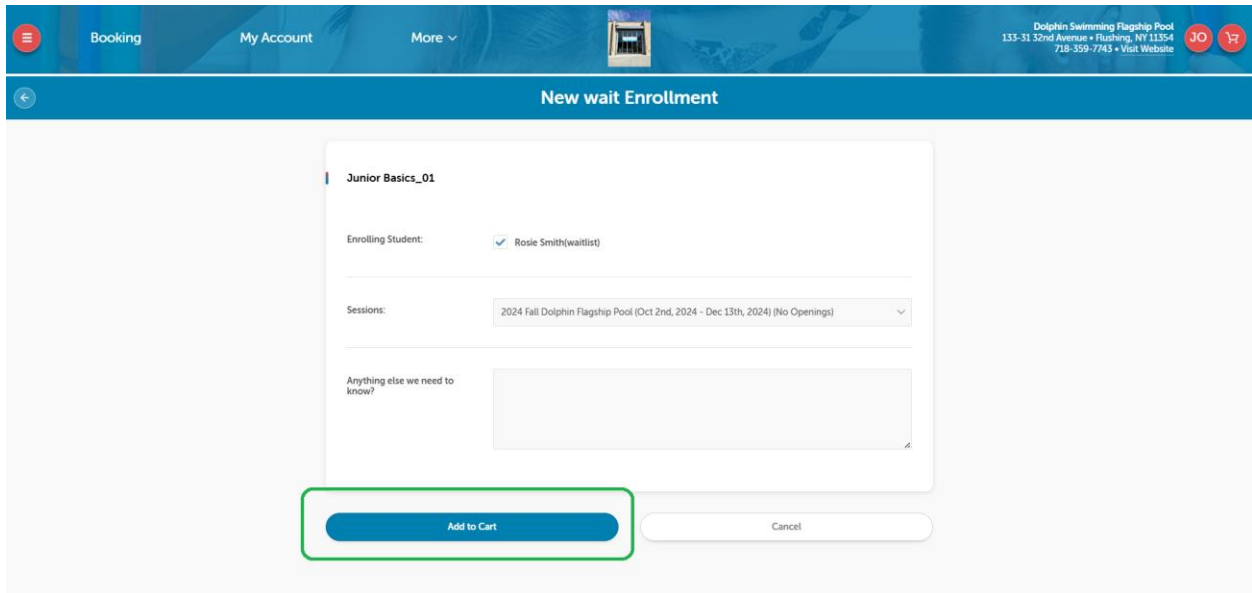 Booking
My Account
More
Dolphin Swimming Flagship Pool
133-31 32nd Avenue • Flushing, NY 11354
718-359-7743 • Visit Website
JO
New wait Enrollment
Junior Basics_01
Enrolling Student:
Rosie Smith(waitlist)
Sessions:
2024 Fall Dolphin Flagship Pool (Oct 2nd, 2024 - Dec 13th, 2024) (No Openings)
Anything else we need to
know?
Add to Cart
Cancel